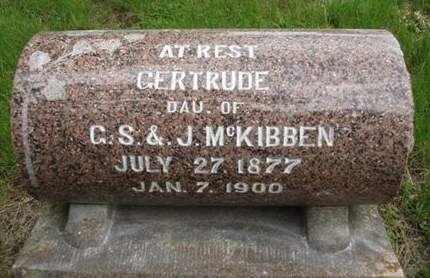 AT REST
GERTRUDE
DAU. OF
G. S. & J. McKIBBEN
JULY 27, 1877
JAN. 7, 1900